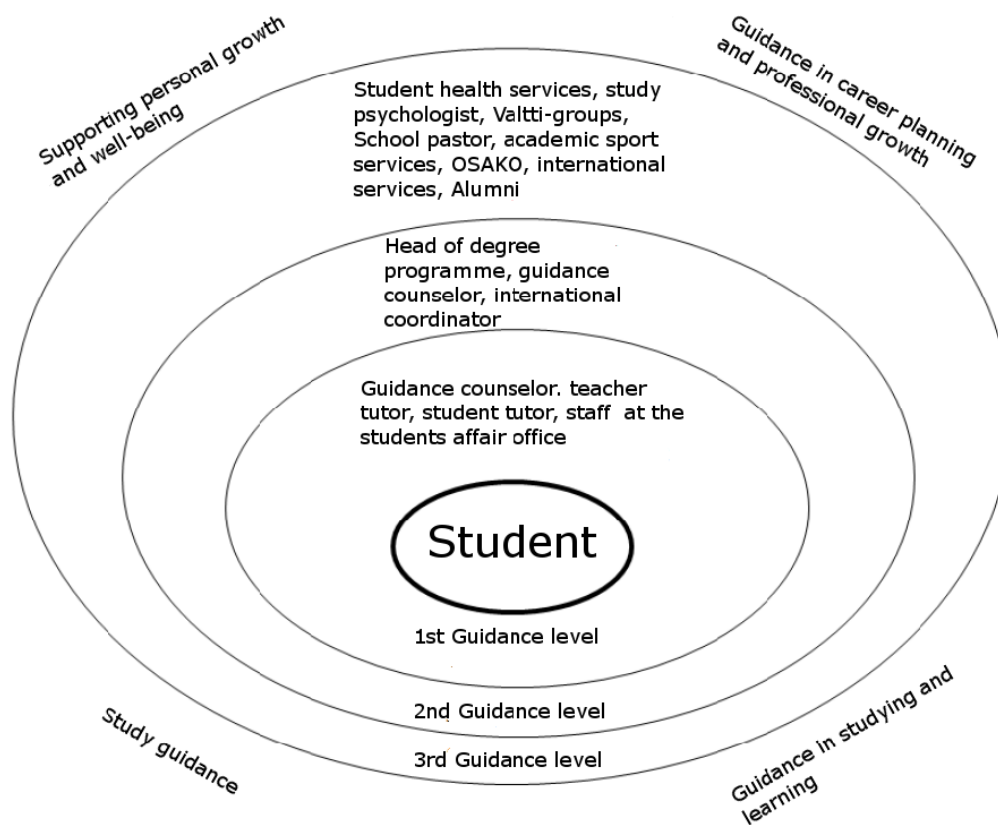 Supporting personal growth
and well-being
Guidance in career planning
and professional growth
Student health services, study
psychologist, Valtti-groups,
School pastor, academic sport
services, OSAKO, international
services, Alumni
Head of degree
programme, guidance
counselor, international
coordinator
Guidance counselor. teacher
tutor, student tutor, staff at the
students affair office
Student
1st Guidance level
2nd Guidance level
3rd Guidance level
Study guidance
Guidance in studying and
learning